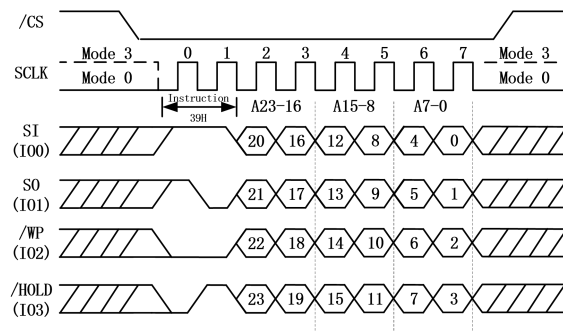 /CS
Mode 3 0 1 2 3 4 5 6 7 Mode 3
SCLK
Mode 0 Mode 0
Instruction A23-16 A15-8 A7-0
39H
SI
(IO0) 20 16 12 8 4 0
SO
(IO1) 21 17 13 9 5 1
/WP
(IO2) 22 18 14 10 6 2
/HOLD
(IO3) 23 19 15 11 7 3